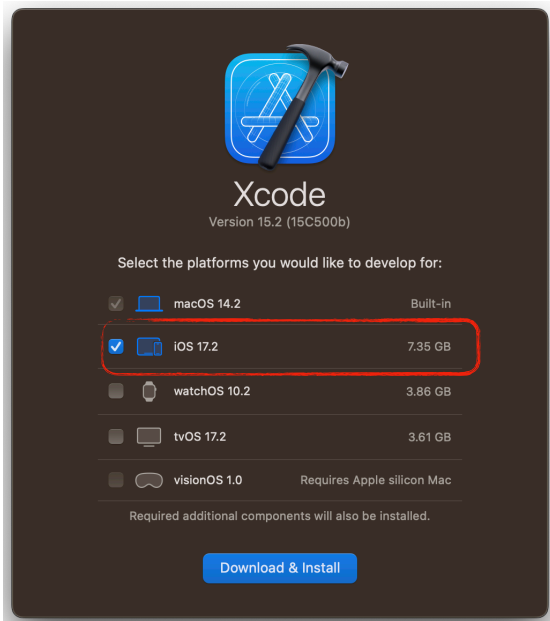 Xcode
Version 15.2 (15C500b)
Select the platforms you would like to develop for:
macOS 14.2 Built-in
iOS 17.2 7.35 GB
watchOS 10.2 3.86 GB
tvOS 17.2 3.61 GB
visionOS 1.0 Requires Apple silicon Mac
Required additional components will also be installed.
Download & Install